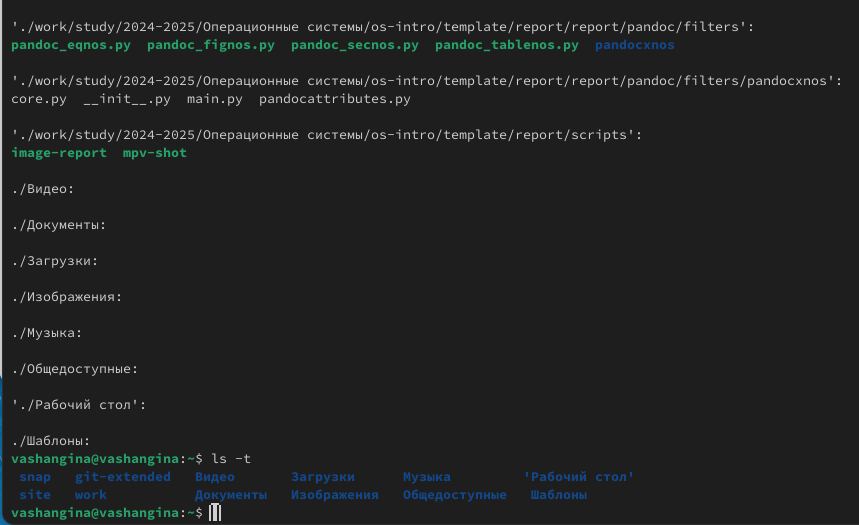 './work/study/2024-2025/Операционные системы/os-intro/template/report/report/pandoc/filters':
pandoc_eqnos.py  pandoc_fignos.py  pandoc_secnos.py  pandoc_tablenos.py  pandocxnos
'./work/study/2024-2025/Операционные системы/os-intro/template/report/report/pandoc/filters/pandocxnos':
core.py  __init__.py  main.py  pandocattributes.py
'./work/study/2024-2025/Операционные системы/os-intro/template/report/scripts':
image-report  mpv-shot
./Видео:
./Документы:
./Загрузки:
./Изображения:
./Музыка:
./Общедоступные:
'./Рабочий стол':
./Шаблоны:
vashangina@vashangina:~$ ls -t
snap  git-extended  Видео  Загрузки  Музыка  'Рабочий стол'
site  work  Документы  Изображения  Общедоступные  Шаблоны
vashangina@vashangina:~$